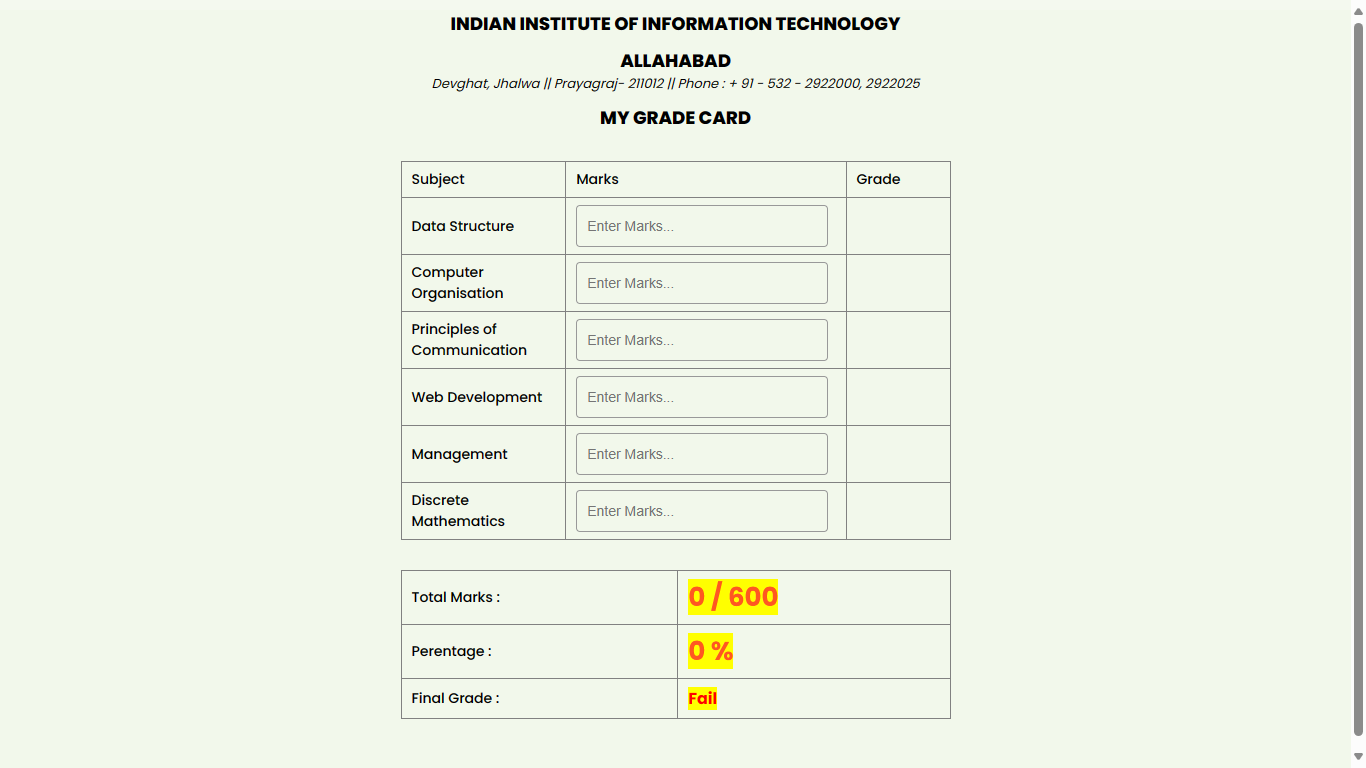 INDIAN INSTITUTE OF INFORMATION TECHNOLOGY
ALLAHABAD
Devghat, Jhalwa || Prayagraj- 211012 || Phone : + 91 - 532 - 2922000, 2922025
MY GRADE CARD
Subject Marks Grade
Data Structure Enter Marks...
Computer
Organisation Enter Marks...
Principles of
Communication Enter Marks...
Web Development Enter Marks...
Management Enter Marks...
Discrete
Mathematics Enter Marks...
Total Marks : 0 / 600
Perentage : 0 %
Final Grade : Fail